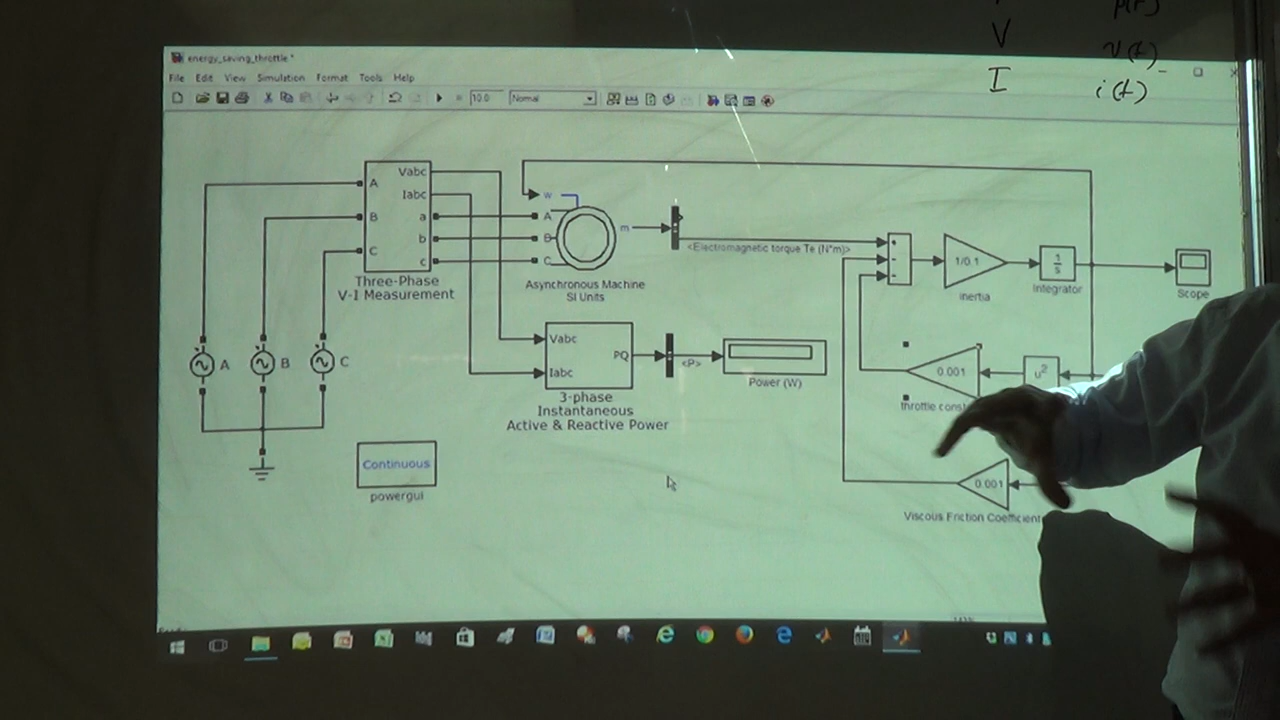 p(t)
V
v(t)
I
i(t)
energy_saving_throttle *
File Edit View Simulation Format Tools Help
10.0 Normal
A
B
C
Vabc
Iabc
a
b
c
Three-Phase
V-I Measurement
w
A
B
C
m
Asynchronous Machine
SI Units
<Electromagnetic torque Te (N*m)>
+
-
-
1/0.1
Inertia
1
s
Integrator
Scope
A
B
C
Vabc
Iabc
PQ
3-phase
Instantaneous
Active & Reactive Power
<P>
Power (W)
0.001
u²
throttle
Continuous
powergui
0.001
Viscous Friction Coefficient